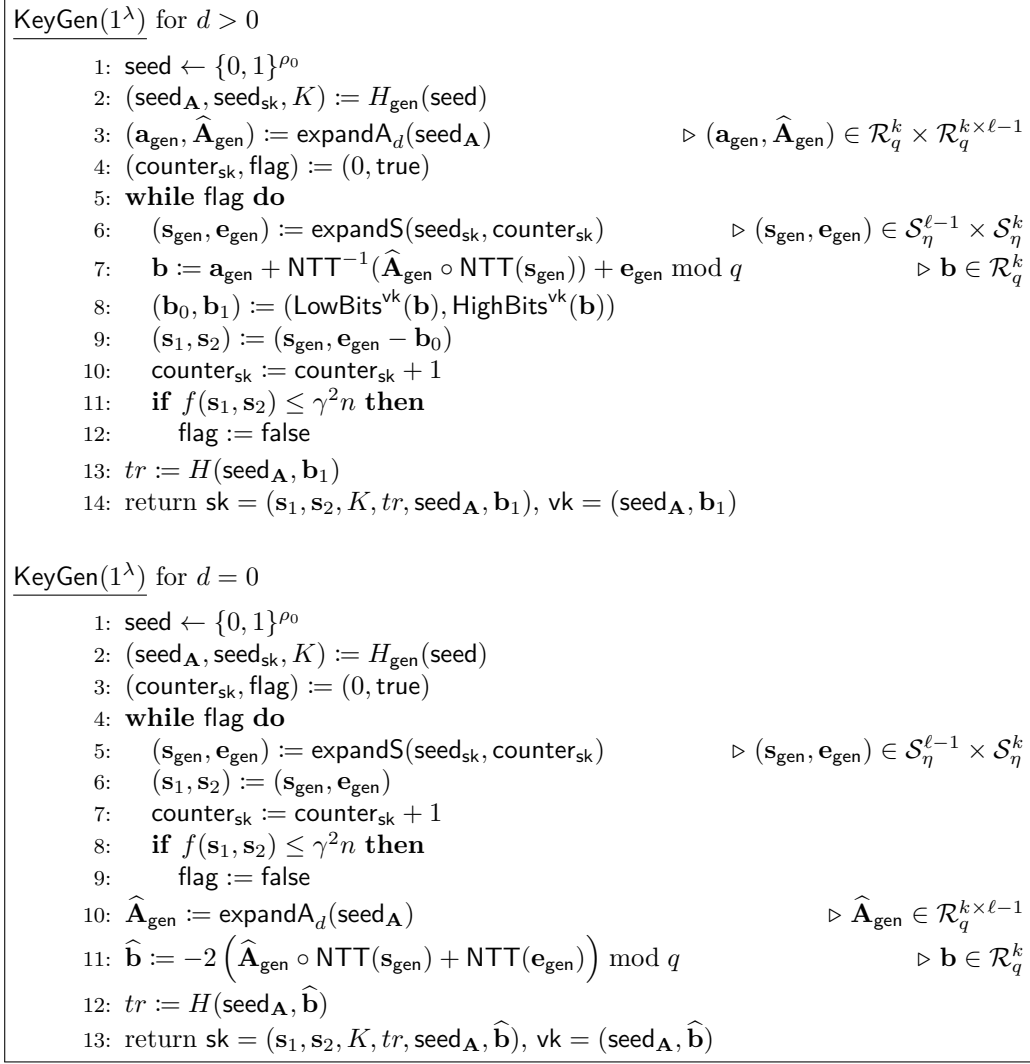 KeyGen(1^λ) for d > 0
1: seed ← {0, 1}^{ρ_0}
2: (seed_𝐀, seed_sk, K) := H_gen(seed)
3: (𝐚_gen, 𝐀̂_gen) := expandA_d(seed_𝐀) ▷ (𝐚_gen, 𝐀̂_gen) ∈ ℛ_q^k × ℛ_q^{k×ℓ−1}
4: (counter_sk, flag) := (0, true)
5: while flag do
6: (𝐬_gen, 𝐞_gen) := expandS(seed_sk, counter_sk) ▷ (𝐬_gen, 𝐞_gen) ∈ 𝒮_η^{ℓ−1} × 𝒮_η^k
7: 𝐛 := 𝐚_gen + NTT^{−1}(𝐀̂_gen ∘ NTT(𝐬_gen)) + 𝐞_gen mod q ▷ 𝐛 ∈ ℛ_q^k
8: (𝐛_0, 𝐛_1) := (LowBits^vk(𝐛), HighBits^vk(𝐛))
9: (𝐬_1, 𝐬_2) := (𝐬_gen, 𝐞_gen − 𝐛_0)
10: counter_sk := counter_sk + 1
11: if f(𝐬_1, 𝐬_2) ≤ γ^2 n then
12: flag := false
13: tr := H(seed_𝐀, 𝐛_1)
14: return sk = (𝐬_1, 𝐬_2, K, tr, seed_𝐀, 𝐛_1), vk = (seed_𝐀, 𝐛_1)
KeyGen(1^λ) for d = 0
1: seed ← {0, 1}^{ρ_0}
2: (seed_𝐀, seed_sk, K) := H_gen(seed)
3: (counter_sk, flag) := (0, true)
4: while flag do
5: (𝐬_gen, 𝐞_gen) := expandS(seed_sk, counter_sk) ▷ (𝐬_gen, 𝐞_gen) ∈ 𝒮_η^{ℓ−1} × 𝒮_η^k
6: (𝐬_1, 𝐬_2) := (𝐬_gen, 𝐞_gen)
7: counter_sk := counter_sk + 1
8: if f(𝐬_1, 𝐬_2) ≤ γ^2 n then
9: flag := false
10: 𝐀̂_gen := expandA_d(seed_𝐀) ▷ 𝐀̂_gen ∈ ℛ_q^{k×ℓ−1}
11: 𝐛̂ := −2 (𝐀̂_gen ∘ NTT(𝐬_gen) + NTT(𝐞_gen)) mod q ▷ 𝐛 ∈ ℛ_q^k
12: tr := H(seed_𝐀, 𝐛̂)
13: return sk = (𝐬_1, 𝐬_2, K, tr, seed_𝐀, 𝐛̂), vk = (seed_𝐀, 𝐛̂)